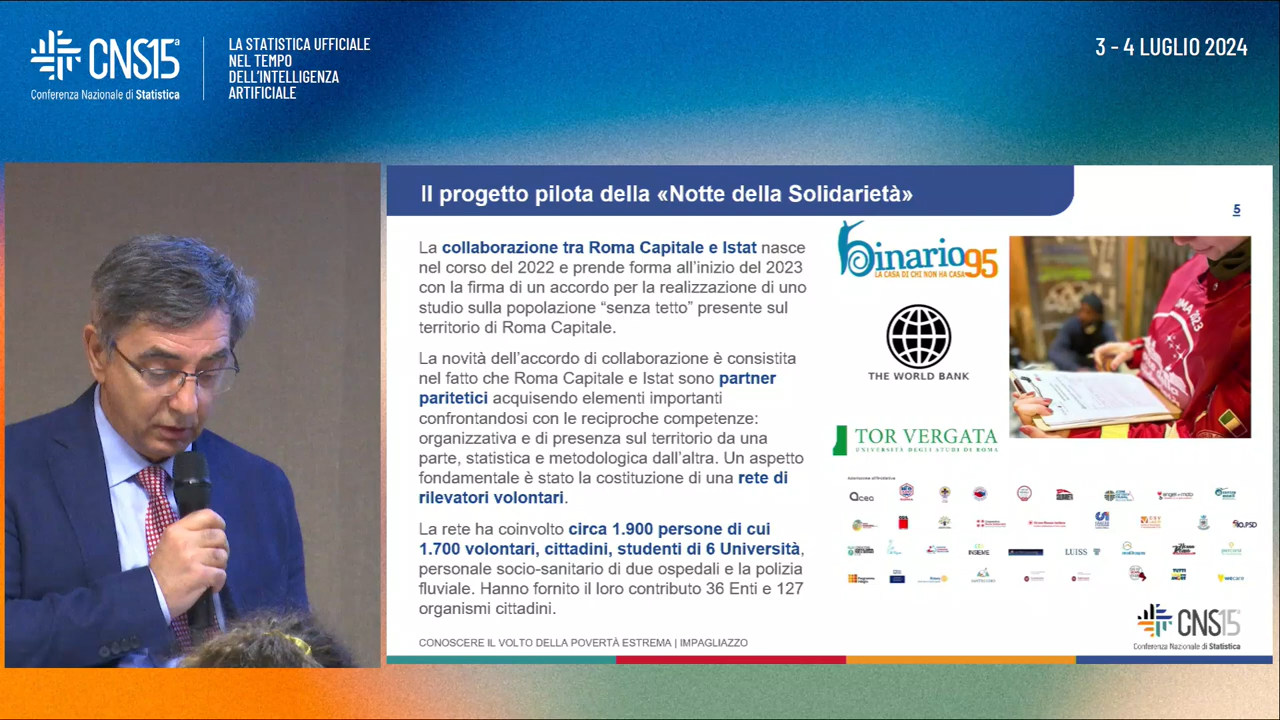 CNS15ª
Conferenza Nazionale di Statistica
LA STATISTICA UFFICIALE
NEL TEMPO
DELL'INTELLIGENZA
ARTIFICIALE
3 - 4 LUGLIO 2024
Il progetto pilota della «Notte della Solidarietà»
5
La collaborazione tra Roma Capitale e Istat nasce
nel corso del 2022 e prende forma all'inizio del 2023
con la firma di un accordo per la realizzazione di uno
studio sulla popolazione "senza tetto" presente sul
territorio di Roma Capitale.
La novità dell'accordo di collaborazione è consistita
nel fatto che Roma Capitale e Istat sono partner
paritetici acquisendo elementi importanti
confrontandosi con le reciproche competenze:
organizzativa e di presenza sul territorio da una
parte, statistica e metodologica dall'altra. Un aspetto
fondamentale è stato la costituzione di una rete di
rilevatori volontari.
La rete ha coinvolto circa 1.900 persone di cui
1.700 volontari, cittadini, studenti di 6 Università,
personale socio-sanitario di due ospedali e la polizia
fluviale. Hanno fornito il loro contributo 36 Enti e 127
organismi cittadini.
CONOSCERE IL VOLTO DELLA POVERTÀ ESTREMA | IMPAGLIAZZO
binario95
LA CASA DI CHI NON HA CASA
THE WORLD BANK
TOR VERGATA
UNIVERSITÀ DEGLI STUDI DI ROMA
acea
INSIEME
LUISS
wecare
CNS15ª
Conferenza Nazionale di Statistica